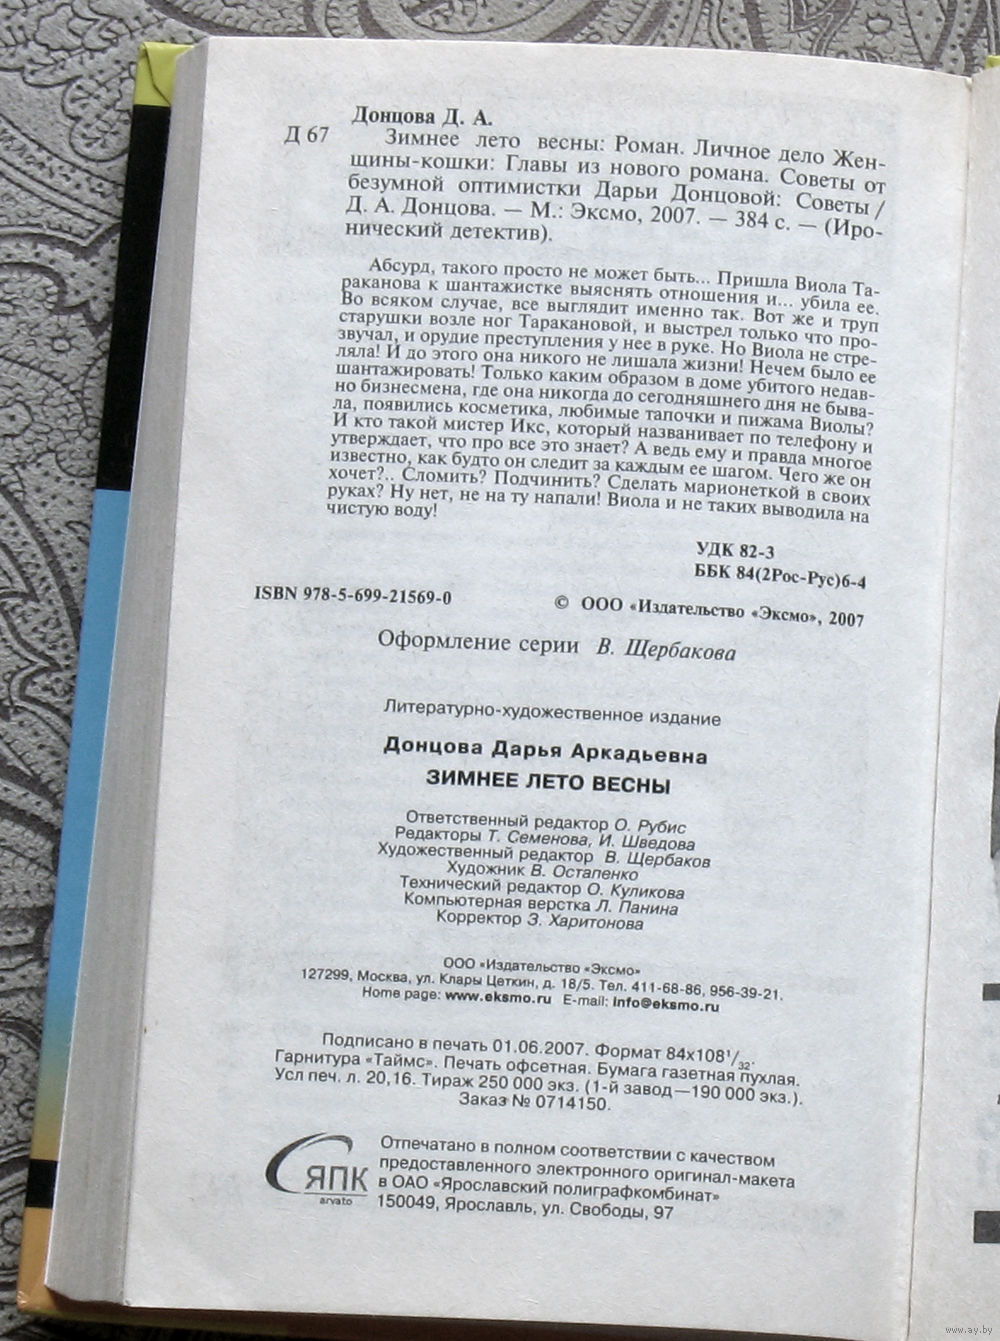 Донцова Д. А.
Д 67
Зимнее лето весны: Роман. Личное дело Жен-
щины-кошки: Главы из нового романа. Советы от
безумной оптимистки Дарьи Донцовой: Советы /
Д. А. Донцова. — М.: Эксмо, 2007. — 384 с. — (Иро-
нический детектив).
Абсурд, такого просто не может быть... Пришла Виола Та-
раканова к шантажистке выяснять отношения и... убила ее.
Во всяком случае, все выглядит именно так. Вот же и труп
старушки возле ног Таракановой, и выстрел только что про-
звучал, и орудие преступления у нее в руке. Но Виола не стре-
ляла! И до этого она никого не лишала жизни! Нечем было ее
шантажировать! Только каким образом в доме убитого недав-
но бизнесмена, где она никогда до сегодняшнего дня не быва-
ла, появились косметика, любимые тапочки и пижама Виолы?
И кто такой мистер Икс, который названивает по телефону и
утверждает, что про все это знает? А ведь ему и правда многое
известно, как будто он следит за каждым ее шагом. Чего же он
хочет?.. Сломить? Подчинить? Сделать марионеткой в своих
руках? Ну нет, не на ту напали! Виола и не таких выводила на
чистую воду!
УДК 82-3
ББК 84(2Рос-Рус)6-4
ISBN 978-5-699-21569-0
© ООО «Издательство «Эксмо», 2007
Оформление серии В. Щербакова
Литературно-художественное издание
Донцова Дарья Аркадьевна
ЗИМНЕЕ ЛЕТО ВЕСНЫ
Ответственный редактор О. Рубис
Редакторы Т. Семенова, И. Шведова
Художественный редактор В. Щербаков
Художник В. Остапенко
Технический редактор О. Куликова
Компьютерная верстка Л. Панина
Корректор З. Харитонова
ООО «Издательство «Эксмо»
127299, Москва, ул. Клары Цеткин, д. 18/5. Тел. 411-68-86, 956-39-21.
Home page: www.eksmo.ru E-mail: info@eksmo.ru
Подписано в печать 01.06.2007. Формат 84x108 1/32.
Гарнитура «Таймс». Печать офсетная. Бумага газетная пухлая.
Усл печ. л. 20,16. Тираж 250 000 экз. (1-й завод—190 000 экз.).
Заказ № 0714150.
ЯПК
arvato
Отпечатано в полном соответствии с качеством
предоставленного электронного оригинал-макета
в ОАО «Ярославский полиграфкомбинат»
150049, Ярославль, ул. Свободы, 97
www.ay.by